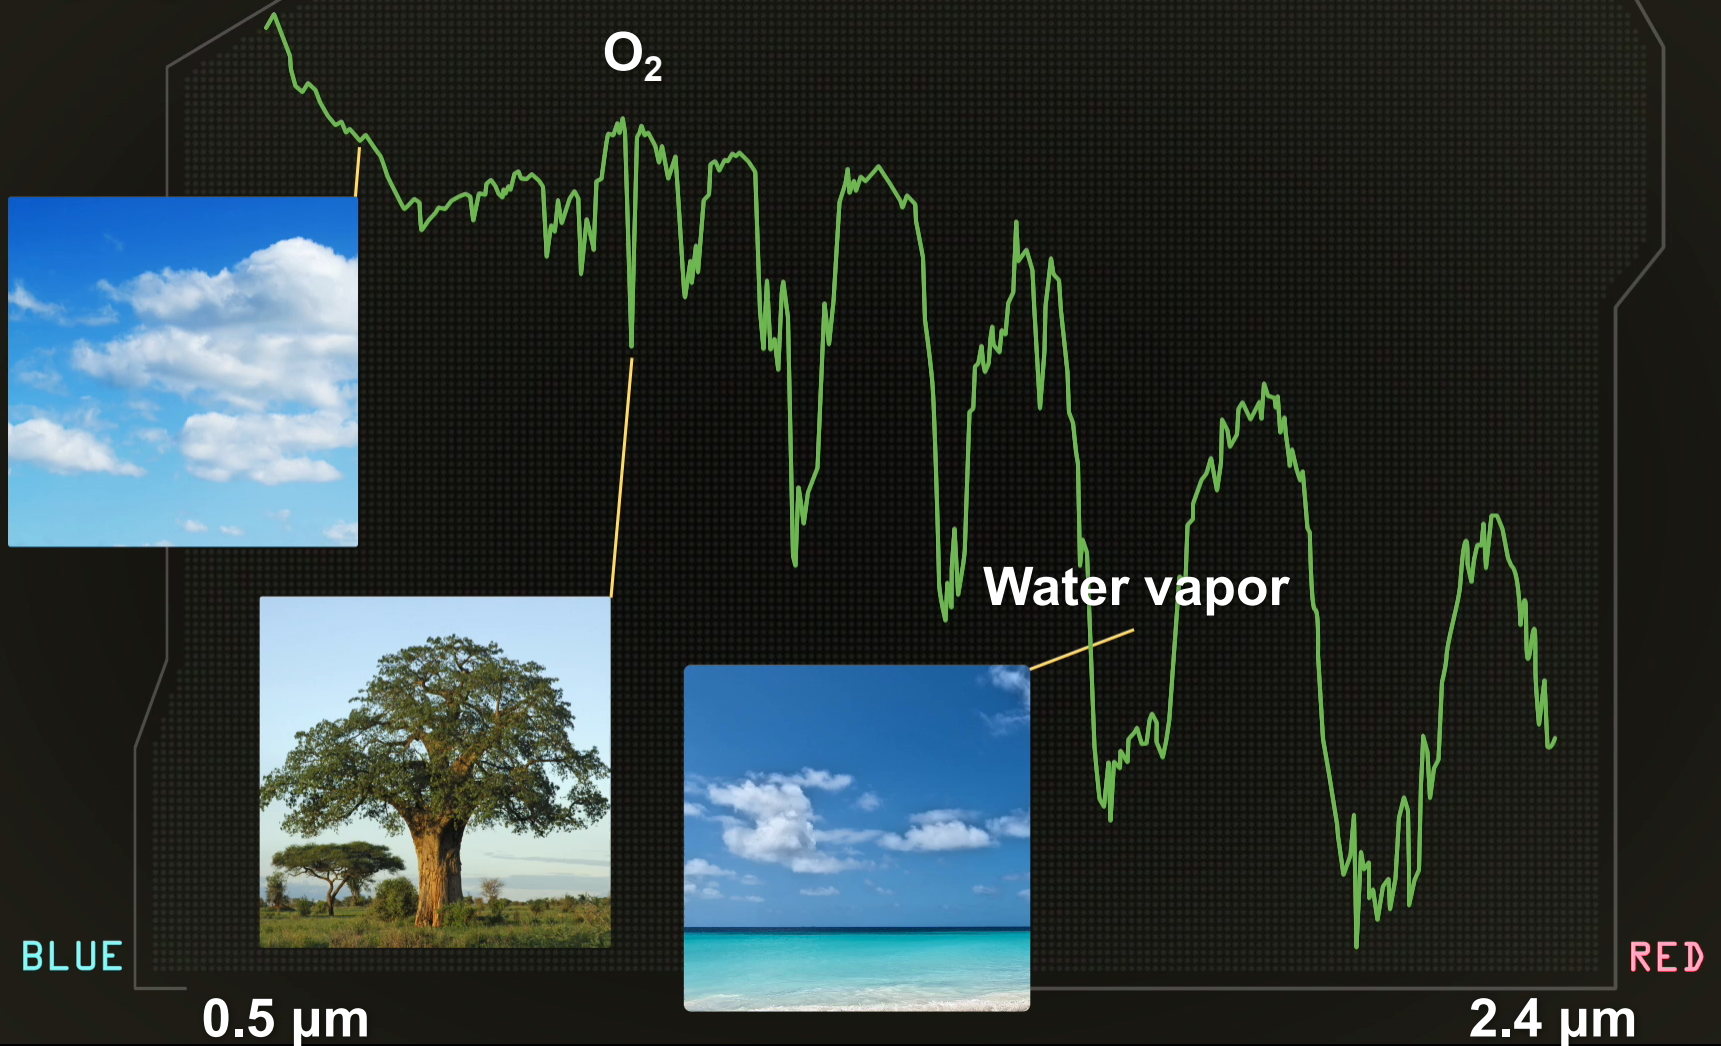 O₂
Water vapor
BLUE
RED
0.5 μm
2.4 μm